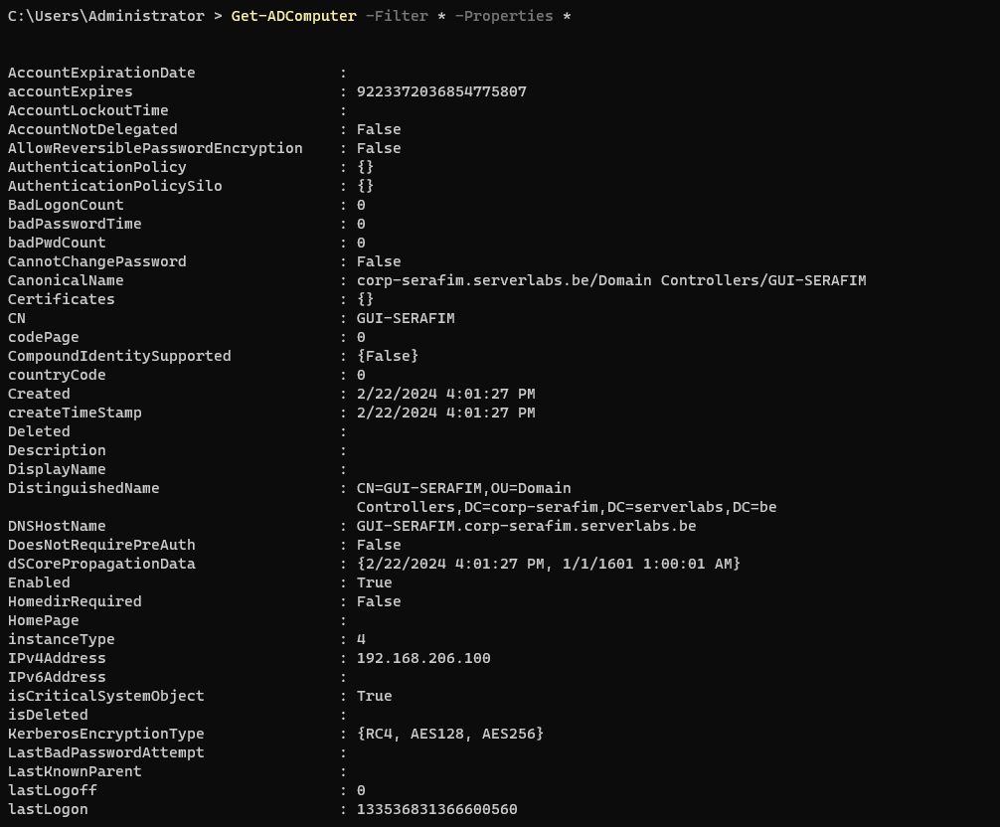 C:\Users\Administrator > Get-ADComputer -Filter * -Properties *
AccountExpirationDate :
accountExpires : 9223372036854775807
AccountLockoutTime :
AccountNotDelegated : False
AllowReversiblePasswordEncryption : False
AuthenticationPolicy : {}
AuthenticationPolicySilo : {}
BadLogonCount : 0
badPasswordTime : 0
badPwdCount : 0
CannotChangePassword : False
CanonicalName : corp-serafim.serverlabs.be/Domain Controllers/GUI-SERAFIM
Certificates : {}
CN : GUI-SERAFIM
codePage : 0
CompoundIdentitySupported : {False}
countryCode : 0
Created : 2/22/2024 4:01:27 PM
createTimeStamp : 2/22/2024 4:01:27 PM
Deleted :
Description :
DisplayName :
DistinguishedName : CN=GUI-SERAFIM,OU=Domain
Controllers,DC=corp-serafim,DC=serverlabs,DC=be
DNSHostName : GUI-SERAFIM.corp-serafim.serverlabs.be
DoesNotRequirePreAuth : False
dSCorePropagationData : {2/22/2024 4:01:27 PM, 1/1/1601 1:00:01 AM}
Enabled : True
HomedirRequired : False
HomePage :
instanceType : 4
IPv4Address : 192.168.206.100
IPv6Address :
isCriticalSystemObject : True
isDeleted :
KerberosEncryptionType : {RC4, AES128, AES256}
LastBadPasswordAttempt :
LastKnownParent :
lastLogoff : 0
lastLogon : 133536831366600560